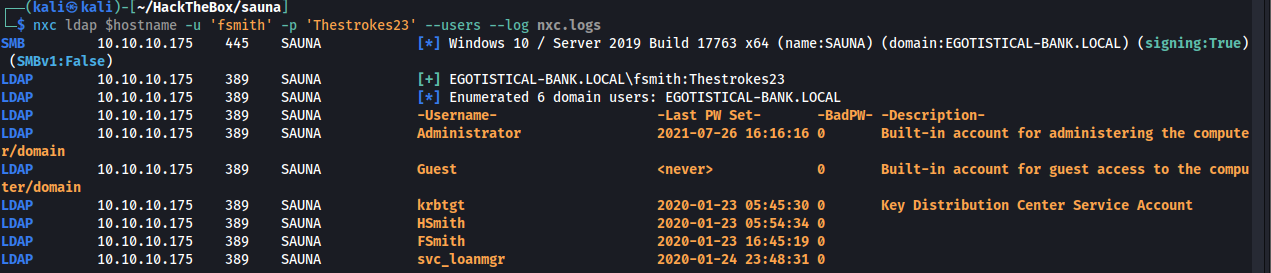 ┌──(kali㉿kali)-[~/HackTheBox/sauna]
└─$ nxc ldap $hostname -u 'fsmith' -p 'Thestrokes23' --users --log nxc.logs
SMB         10.10.10.175    445    SAUNA            [*] Windows 10 / Server 2019 Build 17763 x64 (name:SAUNA) (domain:EGOTISTICAL-BANK.LOCAL) (signing:True)
 (SMBv1:False)
LDAP        10.10.10.175    389    SAUNA            [+] EGOTISTICAL-BANK.LOCAL\fsmith:Thestrokes23
LDAP        10.10.10.175    389    SAUNA            [*] Enumerated 6 domain users: EGOTISTICAL-BANK.LOCAL
LDAP        10.10.10.175    389    SAUNA            -Username-                    -Last PW Set-       -BadPW- -Description-
LDAP        10.10.10.175    389    SAUNA            Administrator                 2021-07-26 16:16:16 0       Built-in account for administering the compute
r/domain
LDAP        10.10.10.175    389    SAUNA            Guest                         <never>             0       Built-in account for guest access to the compu
ter/domain
LDAP        10.10.10.175    389    SAUNA            krbtgt                        2020-01-23 05:45:30 0       Key Distribution Center Service Account
LDAP        10.10.10.175    389    SAUNA            HSmith                        2020-01-23 05:54:34 0
LDAP        10.10.10.175    389    SAUNA            FSmith                        2020-01-23 16:45:19 0
LDAP        10.10.10.175    389    SAUNA            svc_loanmgr                   2020-01-24 23:48:31 0